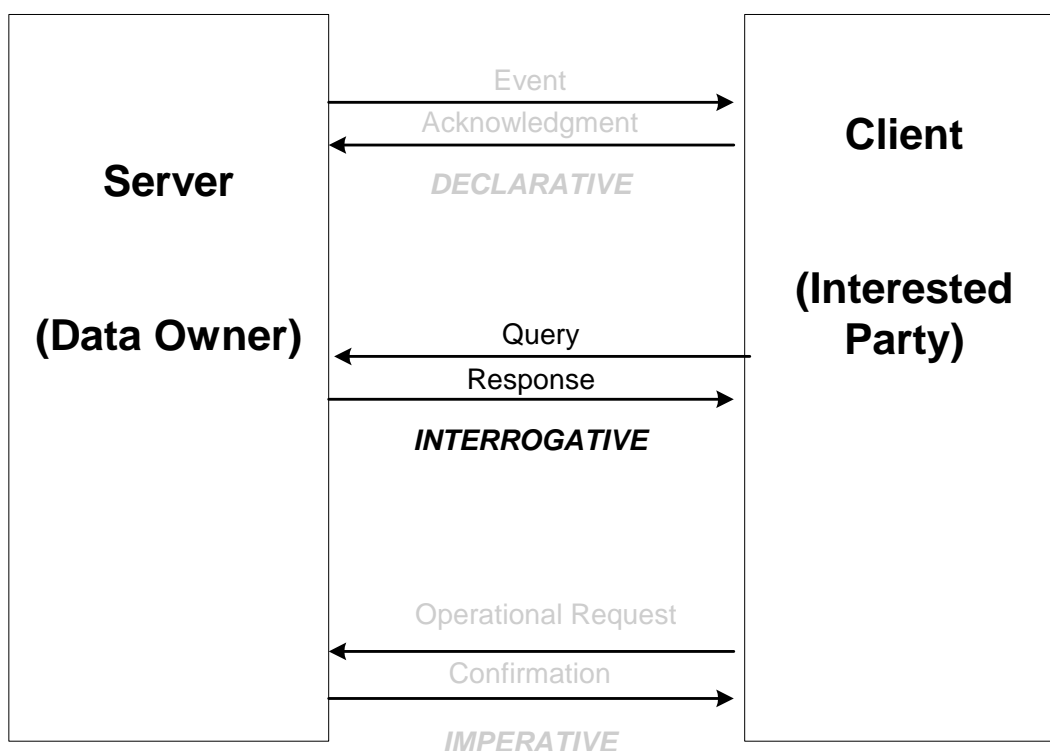 Server
(Data Owner)
Event
Acknowledgment
DECLARATIVE
Query
Response
INTERROGATIVE
Operational Request
Confirmation
IMPERATIVE
Client
(Interested
Party)